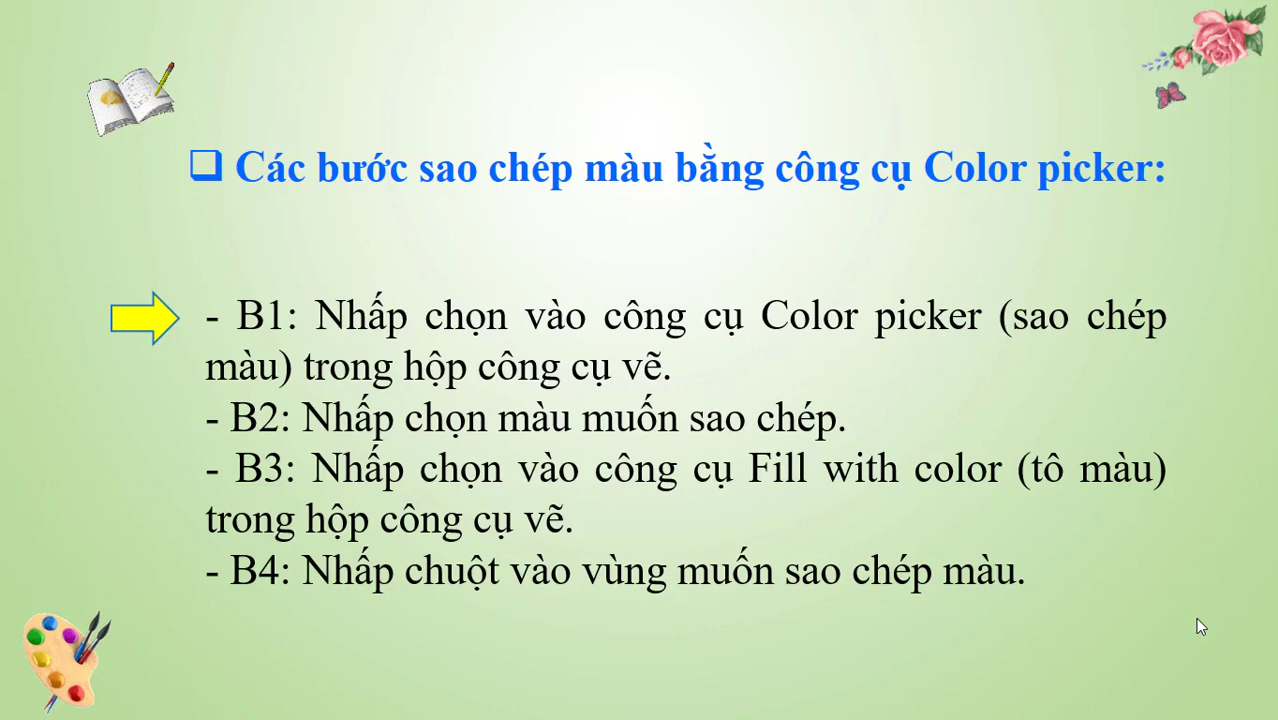 ❑ Các bước sao chép màu bằng công cụ Color picker:
- B1: Nhấp chọn vào công cụ Color picker (sao chép
màu) trong hộp công cụ vẽ.
- B2: Nhấp chọn màu muốn sao chép.
- B3: Nhấp chọn vào công cụ Fill with color (tô màu)
trong hộp công cụ vẽ.
- B4: Nhấp chuột vào vùng muốn sao chép màu.